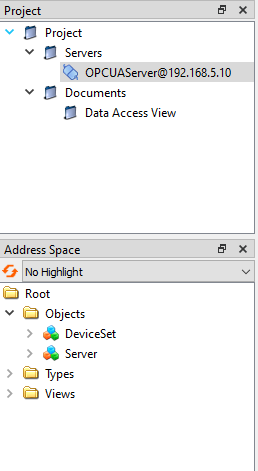 Project
Project
Servers
OPCUAServer@192.168.5.10
Documents
Data Access View
Address Space
No Highlight
Root
Objects
DeviceSet
Server
Types
Views